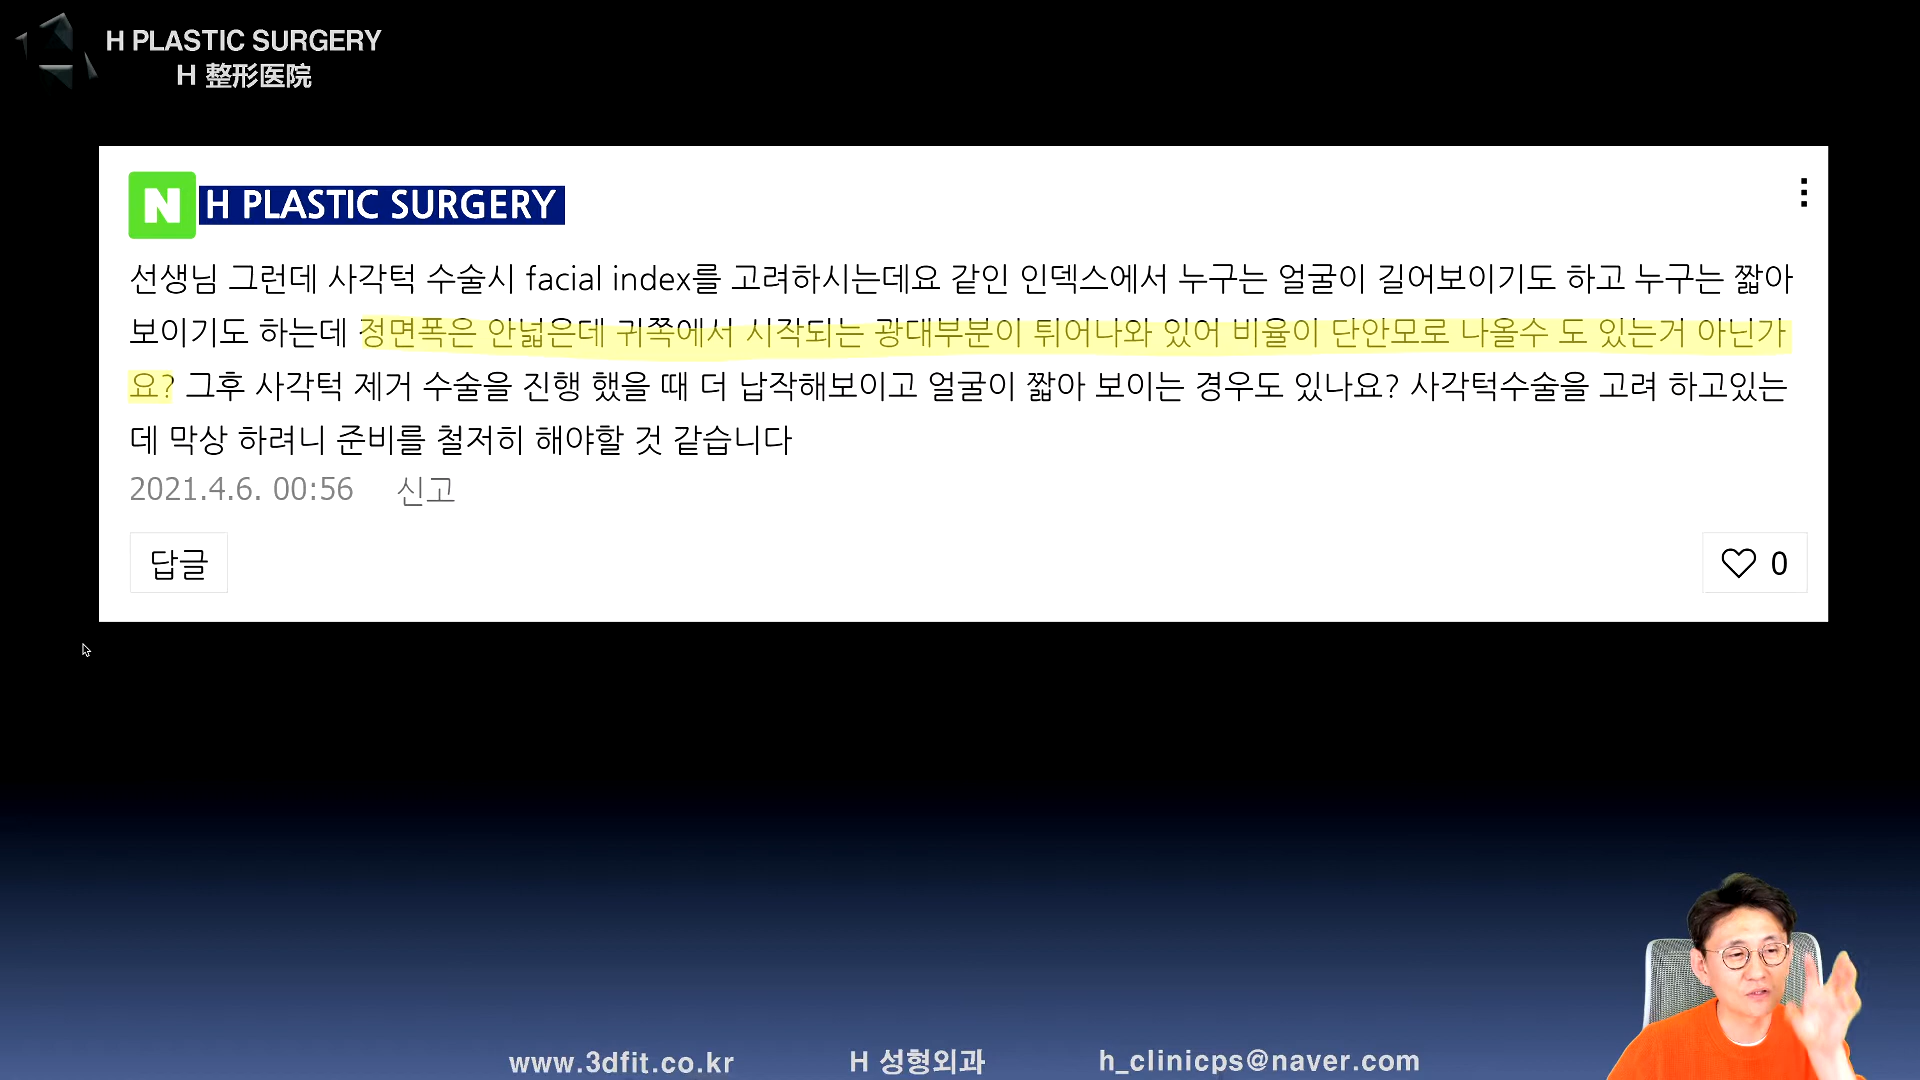 H PLASTIC SURGERY
H 整形医院
N H PLASTIC SURGERY
선생님 그런데 사각턱 수술시 facial index를 고려하시는데요 같인 인덱스에서 누구는 얼굴이 길어보이기도 하고 누구는 짧아
보이기도 하는데 정면폭은 안넓은데 귀쪽에서 시작되는 광대부분이 튀어나와 있어 비율이 단안모로 나올수 도 있는거 아닌가
요? 그후 사각턱 제거 수술을 진행 했을 때 더 납작해보이고 얼굴이 짧아 보이는 경우도 있나요? 사각턱수술을 고려 하고있는
데 막상 하려니 준비를 철저히 해야할 것 같습니다
2021.4.6. 00:56 신고
답글
0
www.3dfit.co.kr H 성형외과 h_clinicps@naver.com